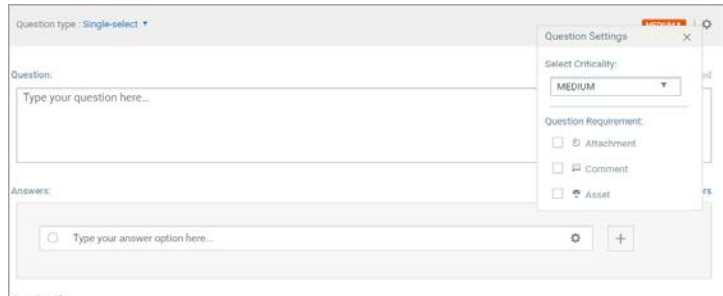 Question type : Single-select
Question Settings
Select Criticality:
MEDIUM
Question:
Type your question here...
Question Requirement:
Attachment
Comment
Asset
Answers:
Type your answer option here...